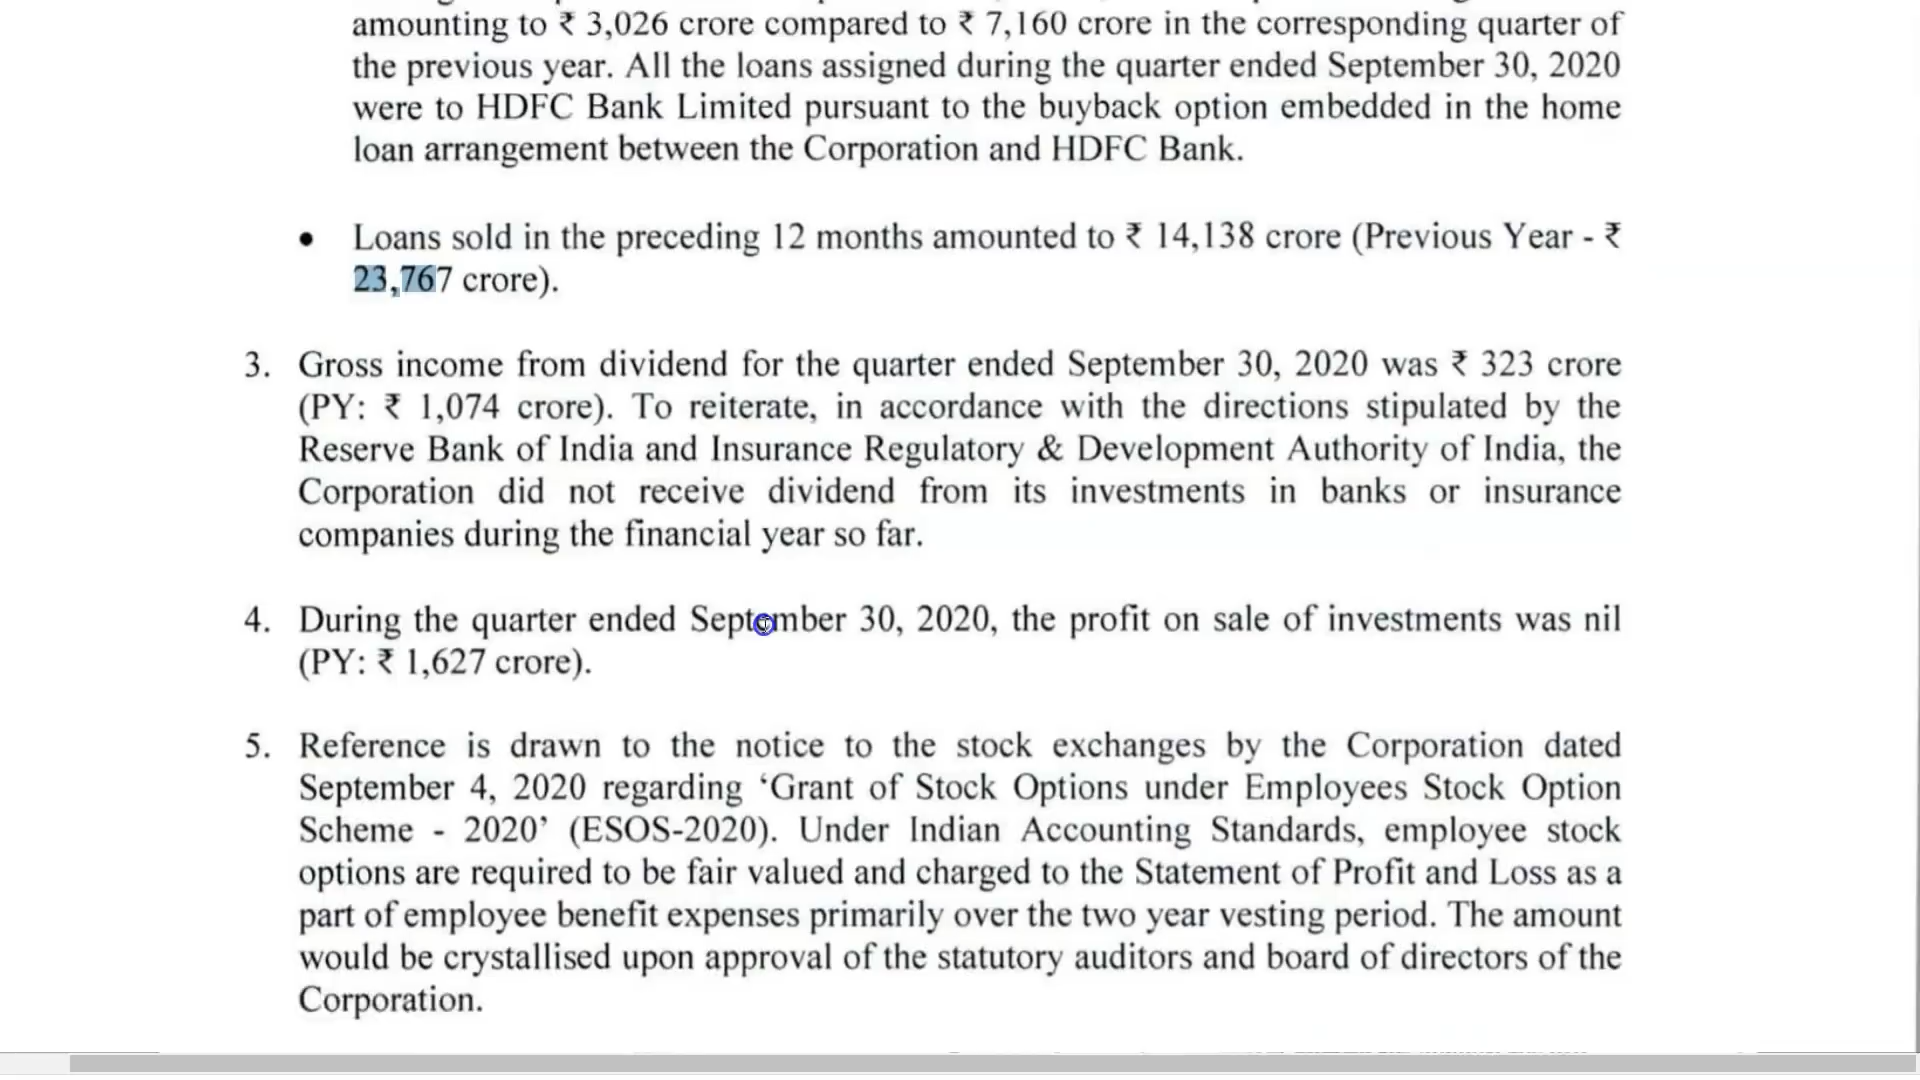 amounting to ₹ 3,026 crore compared to ₹ 7,160 crore in the corresponding quarter of
the previous year. All the loans assigned during the quarter ended September 30, 2020
were to HDFC Bank Limited pursuant to the buyback option embedded in the home
loan arrangement between the Corporation and HDFC Bank.
• Loans sold in the preceding 12 months amounted to ₹ 14,138 crore (Previous Year - ₹
23,767 crore).
3. Gross income from dividend for the quarter ended September 30, 2020 was ₹ 323 crore
(PY: ₹ 1,074 crore). To reiterate, in accordance with the directions stipulated by the
Reserve Bank of India and Insurance Regulatory & Development Authority of India, the
Corporation did not receive dividend from its investments in banks or insurance
companies during the financial year so far.
4. During the quarter ended September 30, 2020, the profit on sale of investments was nil
(PY: ₹ 1,627 crore).
5. Reference is drawn to the notice to the stock exchanges by the Corporation dated
September 4, 2020 regarding ‘Grant of Stock Options under Employees Stock Option
Scheme - 2020’ (ESOS-2020). Under Indian Accounting Standards, employee stock
options are required to be fair valued and charged to the Statement of Profit and Loss as a
part of employee benefit expenses primarily over the two year vesting period. The amount
would be crystallised upon approval of the statutory auditors and board of directors of the
Corporation.